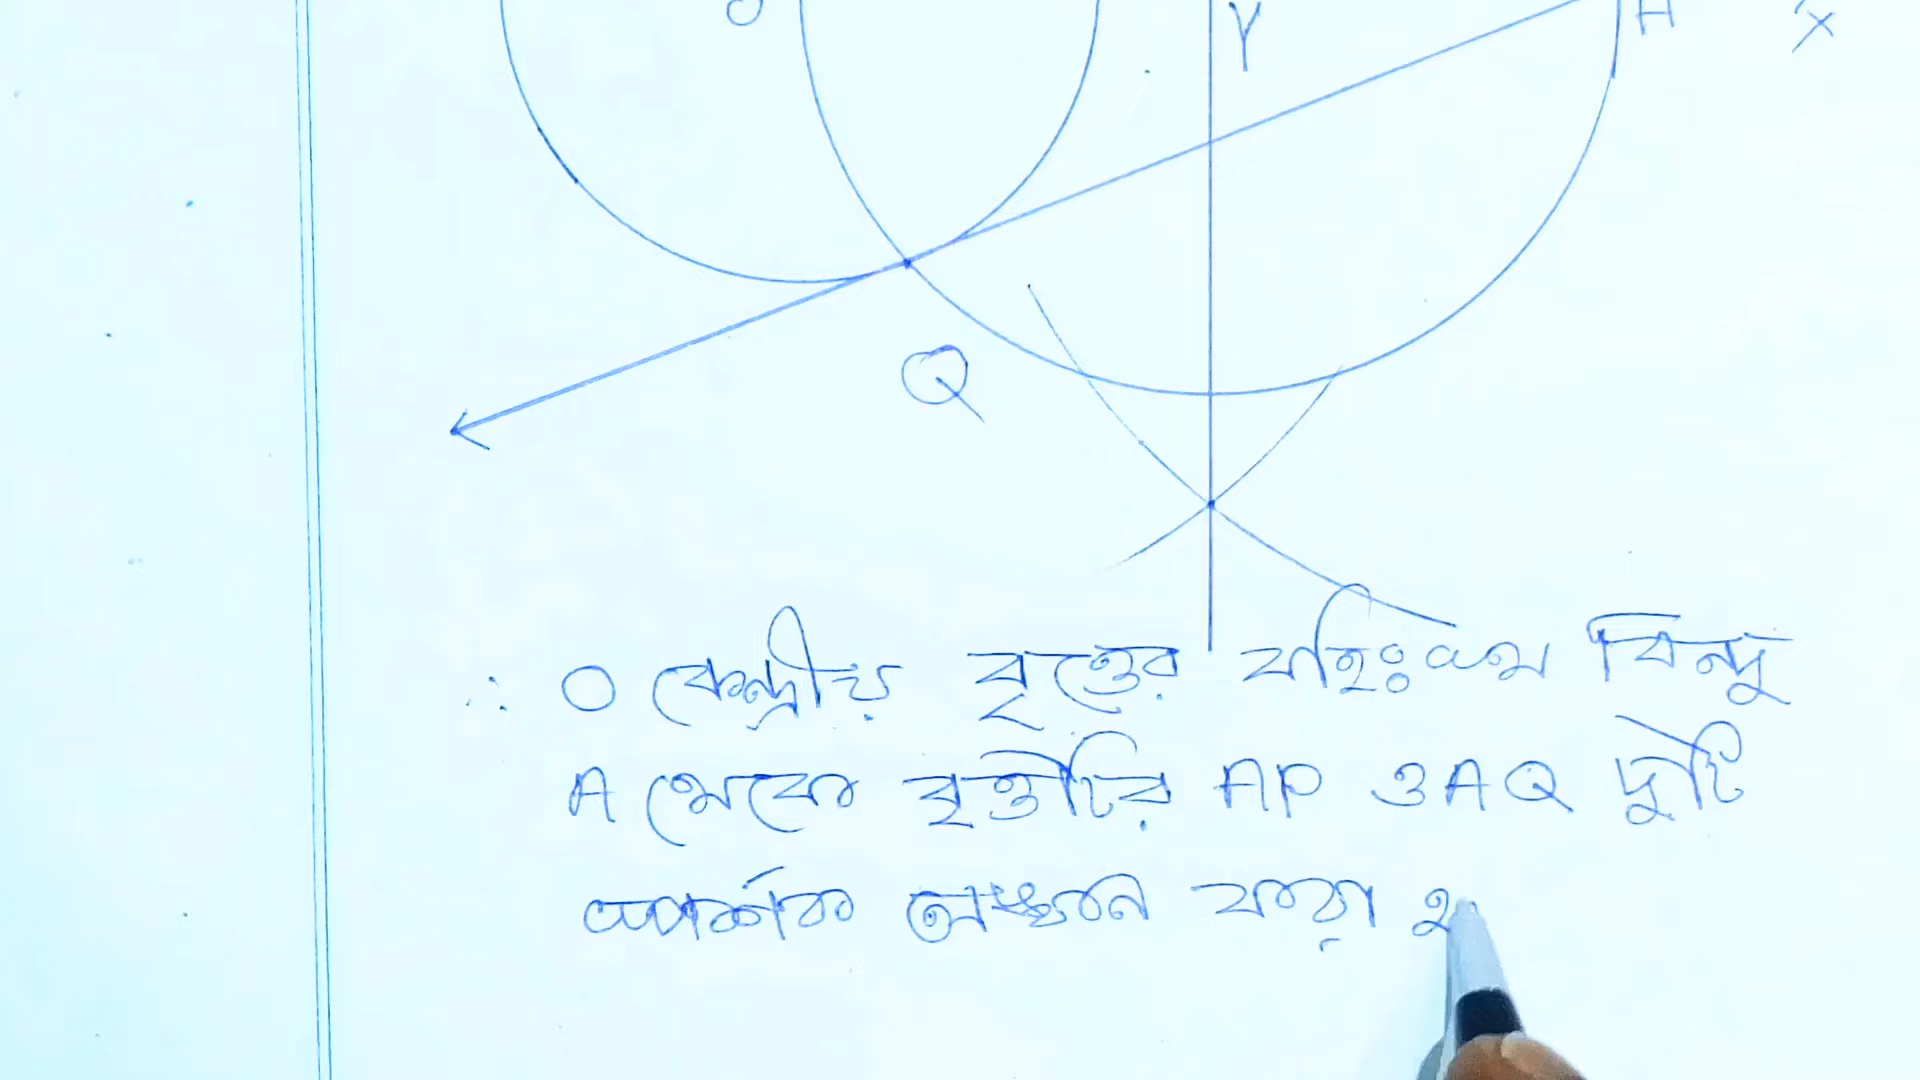 Y
Q
∴ O কেন্দ্রীয় বৃত্তের বহিঃস্থ বিন্দু
A থেকে বৃত্তটির AP ও AQ দুটি
স্পর্শক অঙ্কন করা হ